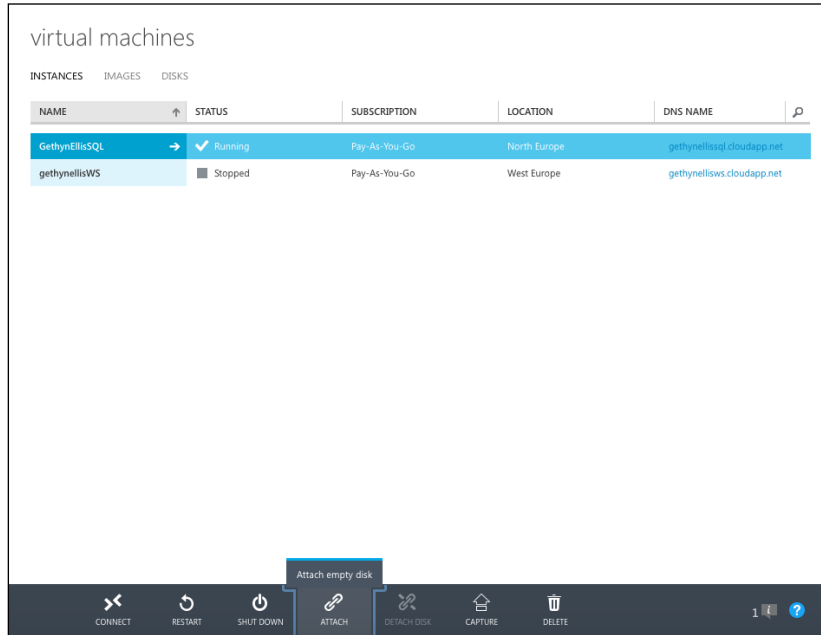 virtual machines
INSTANCES IMAGES DISKS
NAME STATUS SUBSCRIPTION LOCATION DNS NAME
GethynEllisSQL Running Pay-As-You-Go North Europe gethynellissql.cloudapp.net
gethynellisWS Stopped Pay-As-You-Go West Europe gethynellisws.cloudapp.net
Attach empty disk
CONNECT RESTART SHUT DOWN ATTACH DETACH DISK CAPTURE DELETE 1 i ?